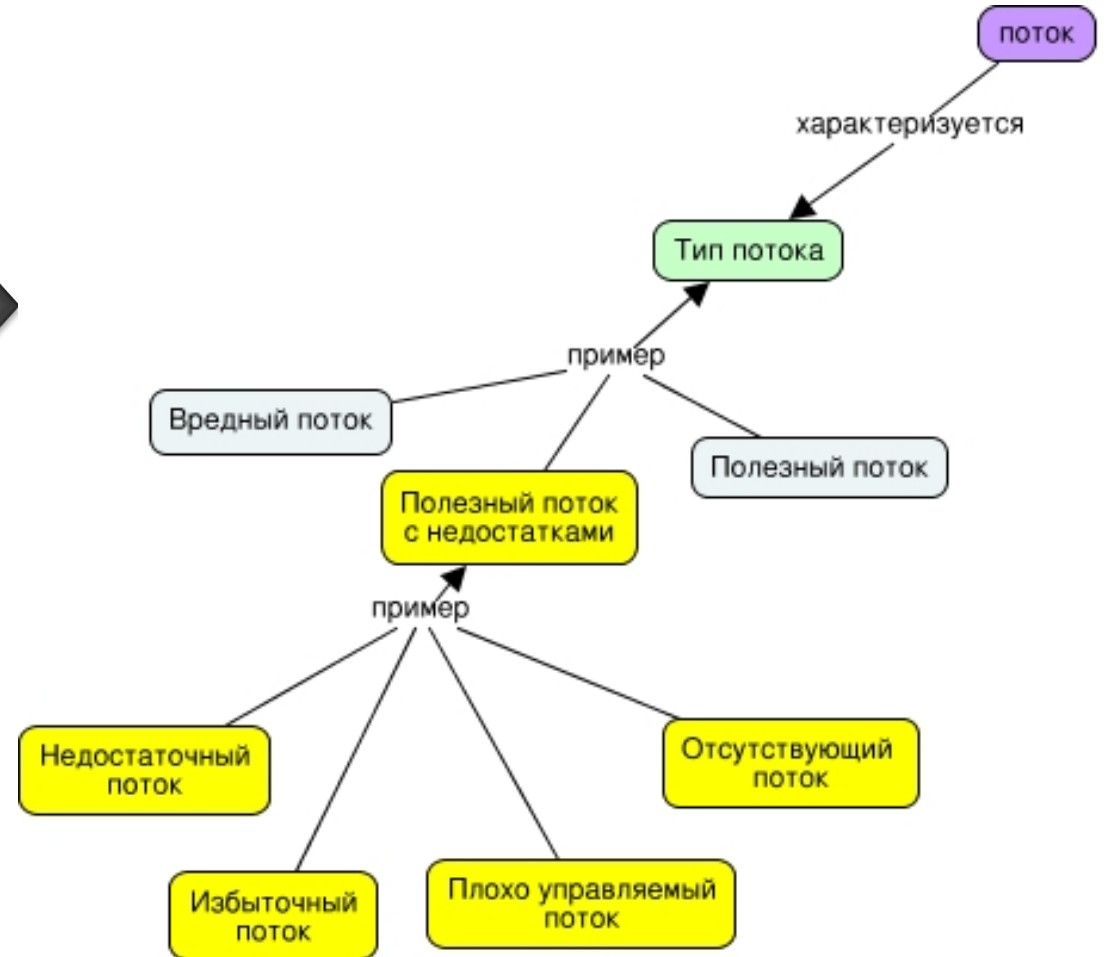 поток
характеризуется
Тип потока
пример
Вредный поток
Полезный поток
Полезный поток
с недостатками
пример
Недостаточный
поток
Отсутствующий
поток
Избыточный
поток
Плохо управляемый
поток